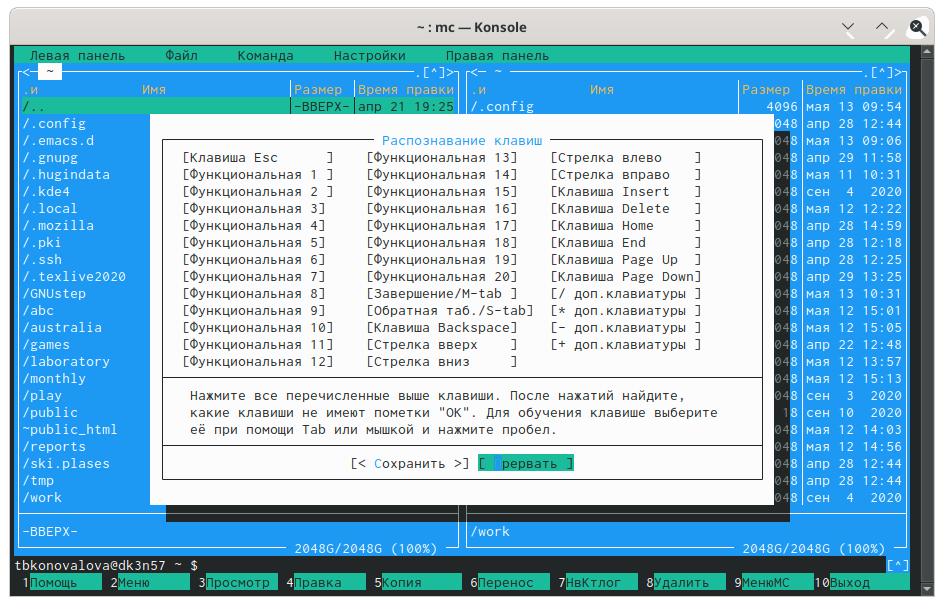 ~ : mc — Konsole
Левая панель Файл Команда Настройки Правая панель
<─ ~ .[^]> <─ ~ .[^]>
.и Имя Размер Время правки .и Имя Размер Время правки
/.. -ВВЕРХ- апр 21 19:25 /.config 4096 мая 13 09:54
/.config 048 апр 28 12:44
/.emacs.d Распознавание клавиш 048 мая 13 09:06
/.gnupg [Клавиша Esc ] [Функциональная 13] [Стрелка влево ] 048 апр 29 11:58
/.hugindata [Функциональная 1 ] [Функциональная 14] [Стрелка вправо ] 048 мая 11 10:31
/.kde4 [Функциональная 2 ] [Функциональная 15] [Клавиша Insert ] 048 сен 4 2020
/.local [Функциональная 3] [Функциональная 16] [Клавиша Delete ] 048 мая 12 12:22
/.mozilla [Функциональная 4] [Функциональная 17] [Клавиша Home ] 048 апр 28 14:59
/.pki [Функциональная 5] [Функциональная 18] [Клавиша End ] 048 апр 28 12:18
/.ssh [Функциональная 6] [Функциональная 19] [Клавиша Page Up ] 048 апр 28 12:25
/.texlive2020 [Функциональная 7] [Функциональная 20] [Клавиша Page Down] 048 апр 29 13:25
/GNUstep [Функциональная 8] [Завершение/M-tab ] [/ доп.клавиатуры ] 048 мая 13 10:31
/abc [Функциональная 9] [Обратная таб./S-tab] [* доп.клавиатуры ] 048 мая 12 15:01
/australia [Функциональная 10] [Клавиша Backspace] [- доп.клавиатуры ] 048 мая 12 15:05
/games [Функциональная 11] [Стрелка вверх ] [+ доп.клавиатуры ] 048 апр 22 12:48
/laboratory [Функциональная 12] [Стрелка вниз ] 048 мая 12 13:57
/monthly 048 мая 12 15:13
/play Нажмите все перечисленные выше клавиши. После нажатий найдите, 048 сен 3 2020
/public какие клавиши не имеют пометки "OK". Для обучения клавише выберите 18 сен 10 2020
~public_html её при помощи Tab или мышкой и нажмите пробел. 048 мая 12 14:03
/reports 048 мая 12 14:56
/ski.plases [< Сохранить >] [ Прервать ] 048 апр 28 12:44
/tmp 048 апр 28 12:44
/work 048 сен 4 2020
-ВВЕРХ- /work
2048G/2048G (100%) 2048G/2048G (100%)
tbkonovalova@dk3n57 ~ $ [^]
1Помощь 2Меню 3Просмотр 4Правка 5Копия 6Перенос 7НвКтлог 8Удалить 9МенюМС 10Выход